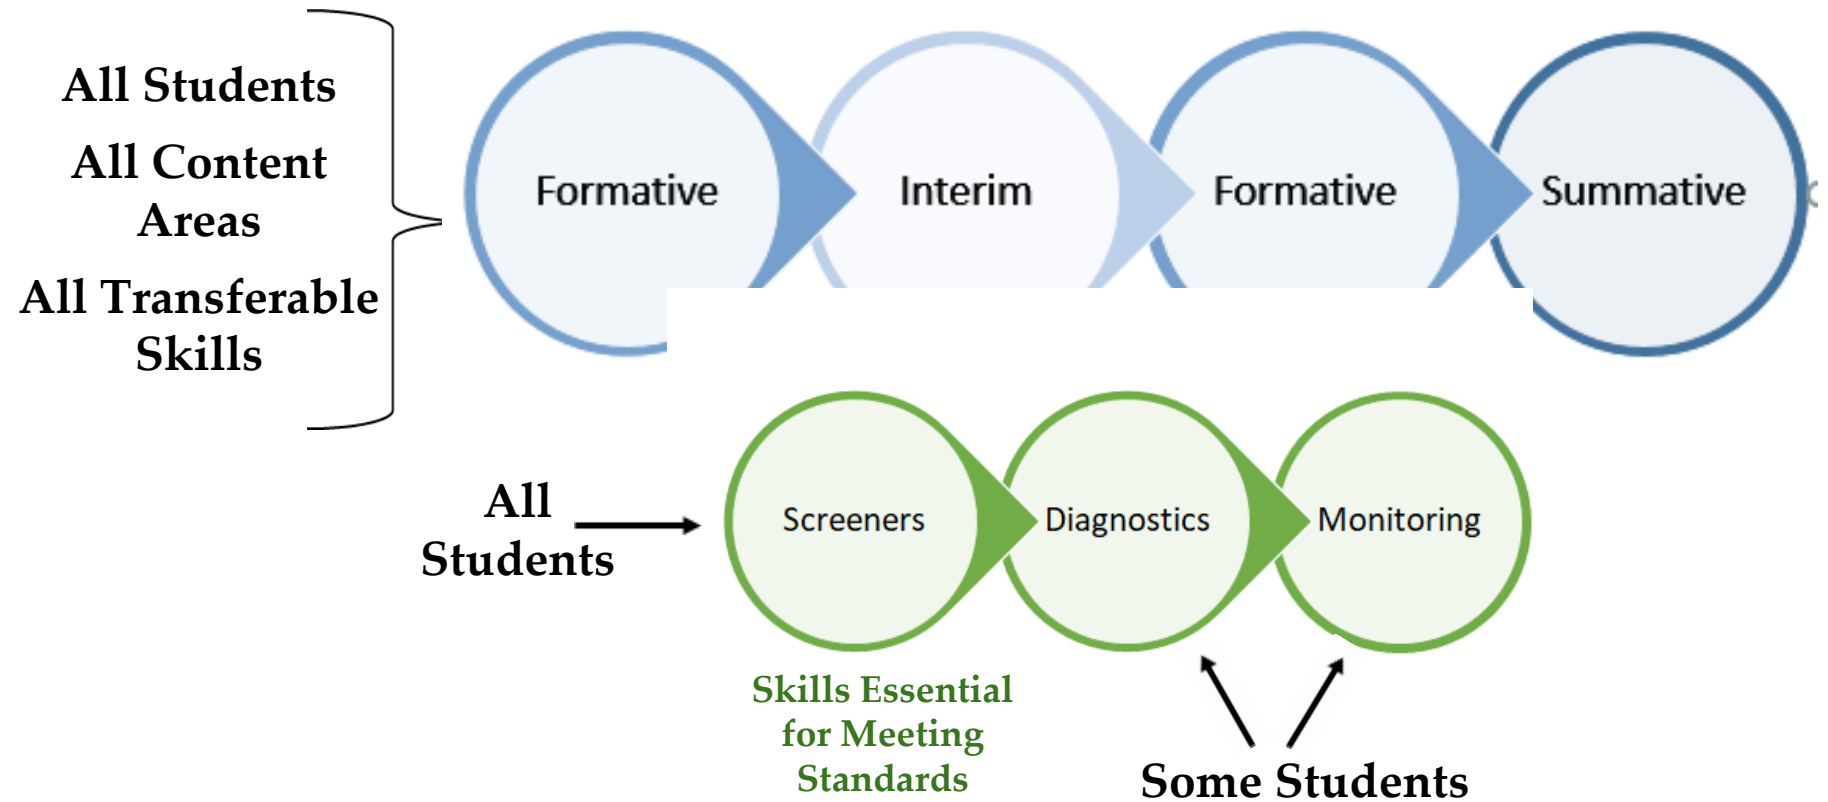 All Students
All Content
Areas
All Transferable
Skills
Formative
Interim
Formative
Summative
All
Students
Screeners
Diagnostics
Monitoring
Skills Essential
for Meeting
Standards
Some Students